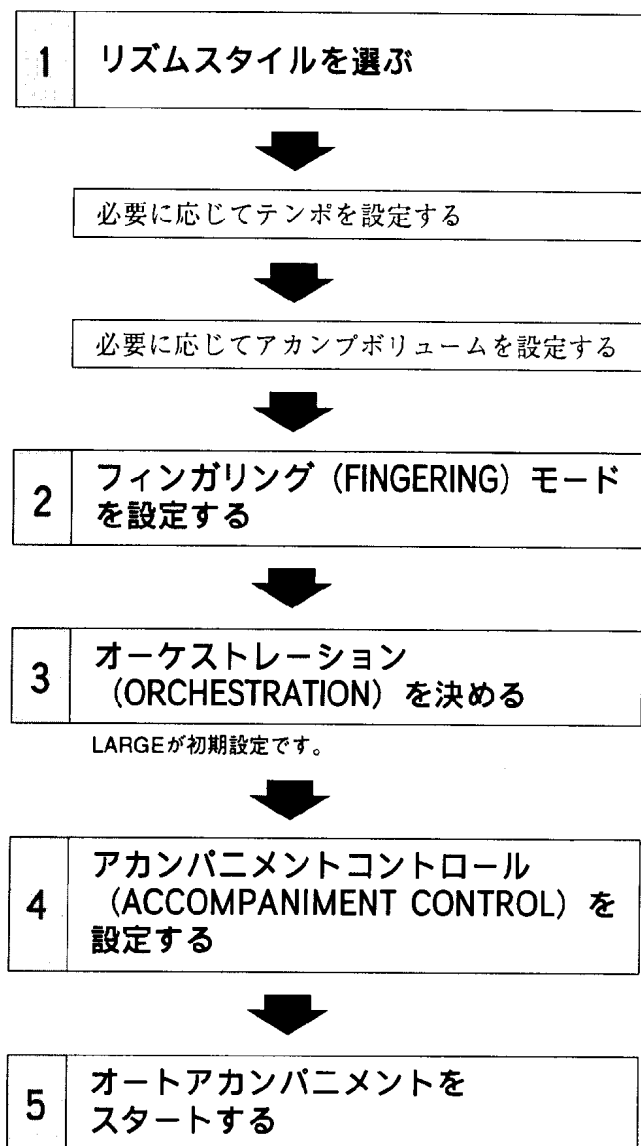 1 リズムスタイルを選ぶ
必要に応じてテンポを設定する
必要に応じてアカンプボリュームを設定する
2 フィンガリング（FINGERING）モード
を設定する
3 オーケストレーション
（ORCHESTRATION）を決める
LARGEが初期設定です。
4 アカンパニメントコントロール
（ACCOMPANIMENT CONTROL）を
設定する
5 オートアカンパニメントを
スタートする